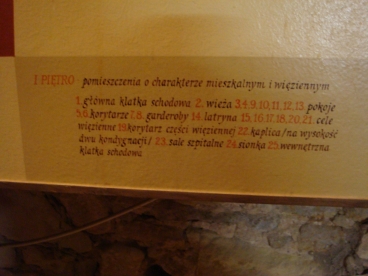 I PIĘTRO pomieszczenia o charakterze mieszkalnym i więziennym
1. główna klatka schodowa 2. wieża 3,4,9,10,11,12,13. pokoje
5,6. korytarze 7,8. garderoby 14. latryna 15,16,17,18,20,21. cele
więzienne 19. korytarz części więziennej 22. kaplica /na wysokość
dwu kondygnacji/ 23. sale szpitalne 24. sionka 25. wewnętrzna
klatka schodowa